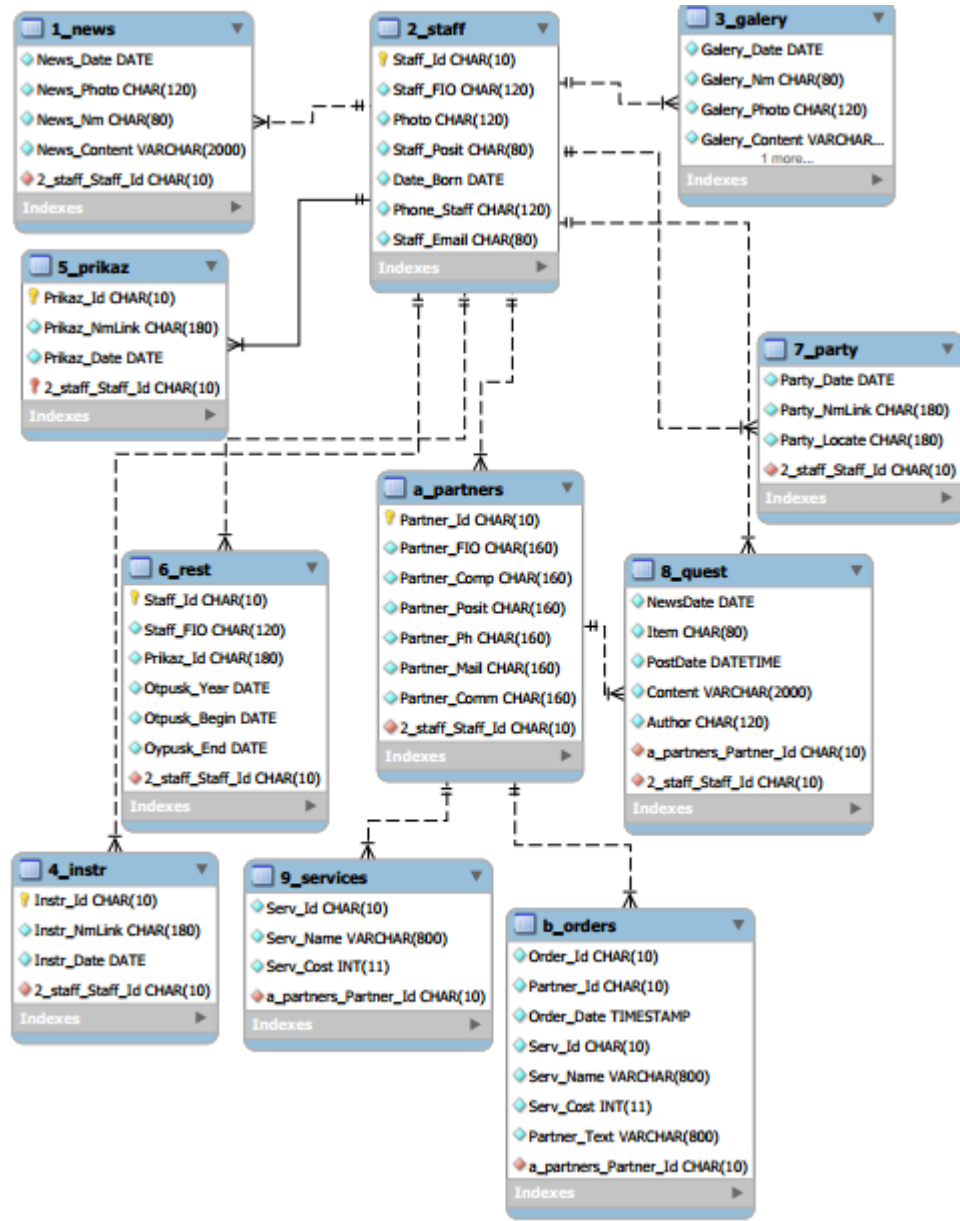 1_news
News_Date DATE
News_Photo CHAR(120)
News_Nm CHAR(80)
News_Content VARCHAR(2000)
2_staff_Staff_Id CHAR(10)
Indexes
2_staff
Staff_Id CHAR(10)
Staff_FIO CHAR(120)
Photo CHAR(120)
Staff_Posit CHAR(80)
Date_Born DATE
Phone_Staff CHAR(120)
Staff_Email CHAR(80)
Indexes
3_galery
Galery_Date DATE
Galery_Nm CHAR(80)
Galery_Photo CHAR(120)
Galery_Content VARCHAR...
1 more...
Indexes
5_prikaz
Prikaz_Id CHAR(10)
Prikaz_NmLink CHAR(180)
Prikaz_Date DATE
2_staff_Staff_Id CHAR(10)
Indexes
7_party
Party_Date DATE
Party_NmLink CHAR(180)
Party_Locate CHAR(180)
2_staff_Staff_Id CHAR(10)
Indexes
a_partners
Partner_Id CHAR(10)
Partner_FIO CHAR(160)
Partner_Comp CHAR(160)
Partner_Posit CHAR(160)
Partner_Ph CHAR(160)
Partner_Mail CHAR(160)
Partner_Comm CHAR(160)
2_staff_Staff_Id CHAR(10)
Indexes
6_rest
Staff_Id CHAR(10)
Staff_FIO CHAR(120)
Prikaz_Id CHAR(180)
Otpusk_Year DATE
Otpusk_Begin DATE
Oypusk_End DATE
2_staff_Staff_Id CHAR(10)
Indexes
8_quest
NewsDate DATE
Item CHAR(80)
PostDate DATETIME
Content VARCHAR(2000)
Author CHAR(120)
a_partners_Partner_Id CHAR(10)
2_staff_Staff_Id CHAR(10)
Indexes
4_instr
Instr_Id CHAR(10)
Instr_NmLink CHAR(180)
Instr_Date DATE
2_staff_Staff_Id CHAR(10)
Indexes
9_services
Serv_Id CHAR(10)
Serv_Name VARCHAR(800)
Serv_Cost INT(11)
a_partners_Partner_Id CHAR(10)
Indexes
b_orders
Order_Id CHAR(10)
Partner_Id CHAR(10)
Order_Date TIMESTAMP
Serv_Id CHAR(10)
Serv_Name VARCHAR(800)
Serv_Cost INT(11)
Partner_Text VARCHAR(800)
a_partners_Partner_Id CHAR(10)
Indexes